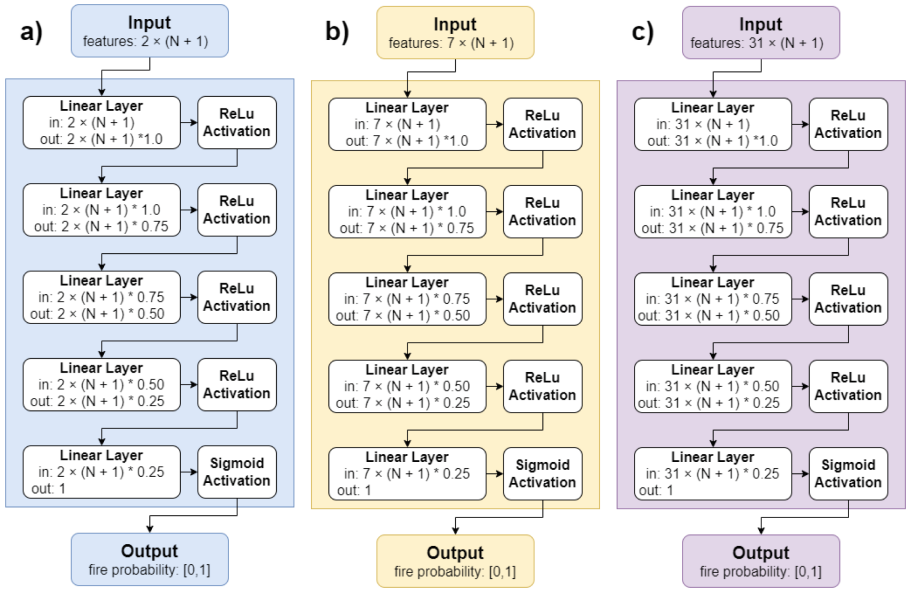 a)
Input
features: 2 × (N + 1)
Linear Layer
in: 2 × (N + 1)
out: 2 × (N + 1) *1.0
ReLu
Activation
Linear Layer
in: 2 × (N + 1) * 1.0
out: 2 × (N + 1) * 0.75
ReLu
Activation
Linear Layer
in: 2 × (N + 1) * 0.75
out: 2 × (N + 1) * 0.50
ReLu
Activation
Linear Layer
in: 2 × (N + 1) * 0.50
out: 2 × (N + 1) * 0.25
ReLu
Activation
Linear Layer
in: 2 × (N + 1) * 0.25
out: 1
Sigmoid
Activation
Output
fire probability: [0,1]
b)
Input
features: 7 × (N + 1)
Linear Layer
in: 7 × (N + 1)
out: 7 × (N + 1) *1.0
ReLu
Activation
Linear Layer
in: 7 × (N + 1) * 1.0
out: 7 × (N + 1) * 0.75
ReLu
Activation
Linear Layer
in: 7 × (N + 1) * 0.75
out: 7 × (N + 1) * 0.50
ReLu
Activation
Linear Layer
in: 7 × (N + 1) * 0.50
out: 7 × (N + 1) * 0.25
ReLu
Activation
Linear Layer
in: 7 × (N + 1) * 0.25
out: 1
Sigmoid
Activation
Output
fire probability: [0,1]
c)
Input
features: 31 × (N + 1)
Linear Layer
in: 31 × (N + 1)
out: 31 × (N + 1) *1.0
ReLu
Activation
Linear Layer
in: 31 × (N + 1) * 1.0
out: 31 × (N + 1) * 0.75
ReLu
Activation
Linear Layer
in: 31 × (N + 1) * 0.75
out: 31 × (N + 1) * 0.50
ReLu
Activation
Linear Layer
in: 31 × (N + 1) * 0.50
out: 31 × (N + 1) * 0.25
ReLu
Activation
Linear Layer
in: 31 × (N + 1) * 0.25
out: 1
Sigmoid
Activation
Output
fire probability: [0,1]